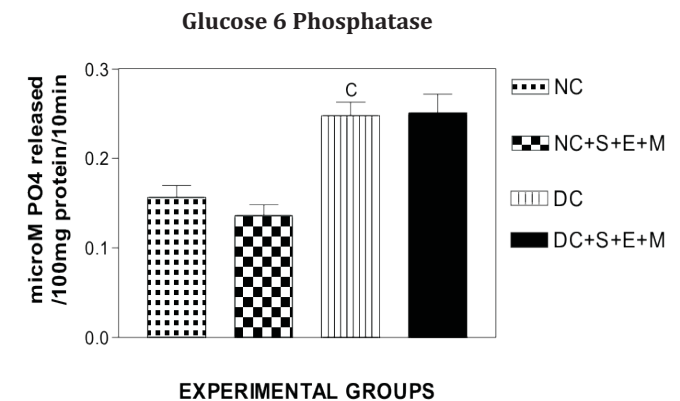 Glucose 6 Phosphatase
microM PO4 released
/100mg protein/10min
0.3
0.2
0.1
0.0
C
NC
NC+S+E+M
DC
DC+S+E+M
EXPERIMENTAL GROUPS